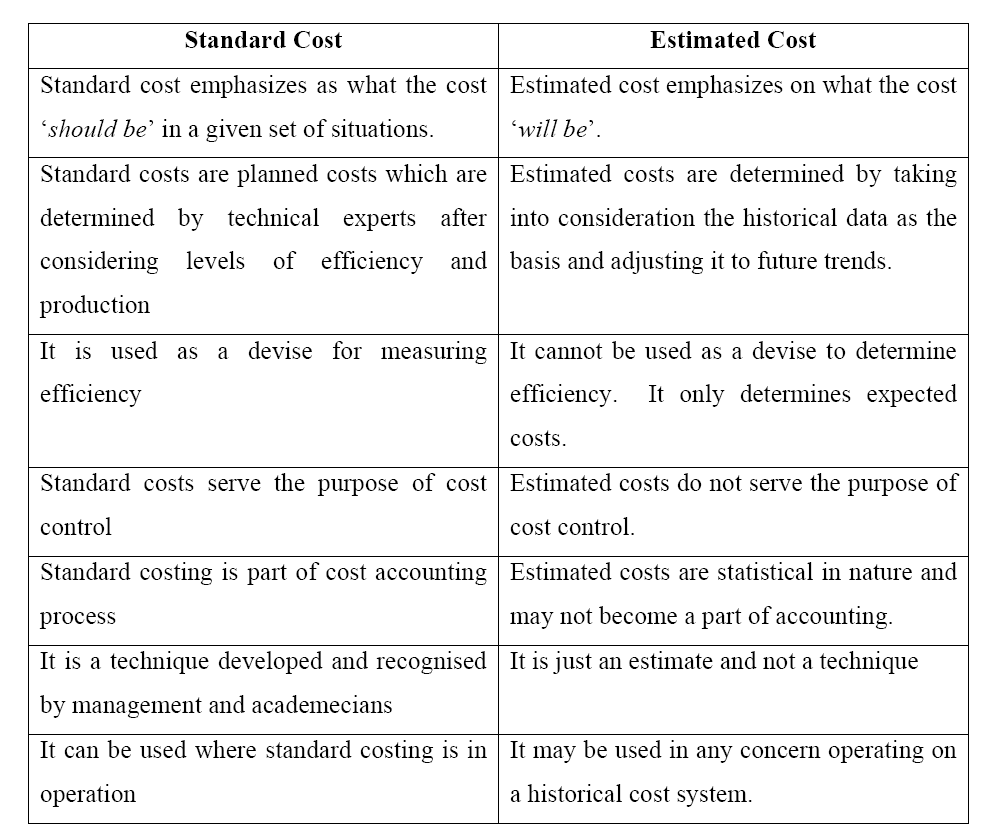 Standard Cost
Estimated Cost
Standard cost emphasizes as what the cost
‘should be’ in a given set of situations.
Estimated cost emphasizes on what the cost
‘will be’.
Standard costs are planned costs which are
determined by technical experts after
considering levels of efficiency and
production
Estimated costs are determined by taking
into consideration the historical data as the
basis and adjusting it to future trends.
It is used as a devise for measuring
efficiency
It cannot be used as a devise to determine
efficiency. It only determines expected
costs.
Standard costs serve the purpose of cost
control
Estimated costs do not serve the purpose of
cost control.
Standard costing is part of cost accounting
process
Estimated costs are statistical in nature and
may not become a part of accounting.
It is a technique developed and recognised
by management and academecians
It is just an estimate and not a technique
It can be used where standard costing is in
operation
It may be used in any concern operating on
a historical cost system.